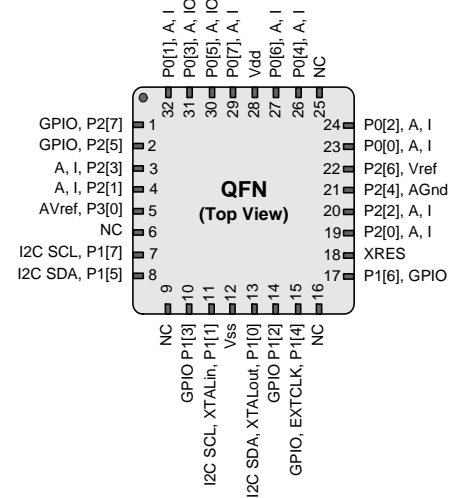 P0[1], A, I
P0[3], A, IO
P0[5], A, IO
P0[7], A, I
Vdd
P0[6], A, I
P0[4], A, I
NC
32
31
30
29
28
27
26
25
GPIO, P2[7] 1
GPIO, P2[5] 2
A, I, P2[3] 3
A, I, P2[1] 4
AVref, P3[0] 5
NC 6
I2C SCL, P1[7] 7
I2C SDA, P1[5] 8
QFN
(Top View)
24 P0[2], A, I
23 P0[0], A, I
22 P2[6], Vref
21 P2[4], AGnd
20 P2[2], A, I
19 P2[0], A, I
18 XRES
17 P1[6], GPIO
9
10
11
12
13
14
15
16
NC
GPIO P1[3]
I2C SCL, XTALin, P1[1]
Vss
I2C SDA, XTALout, P1[0]
GPIO P1[2]
GPIO, EXTCLK, P1[4]
NC